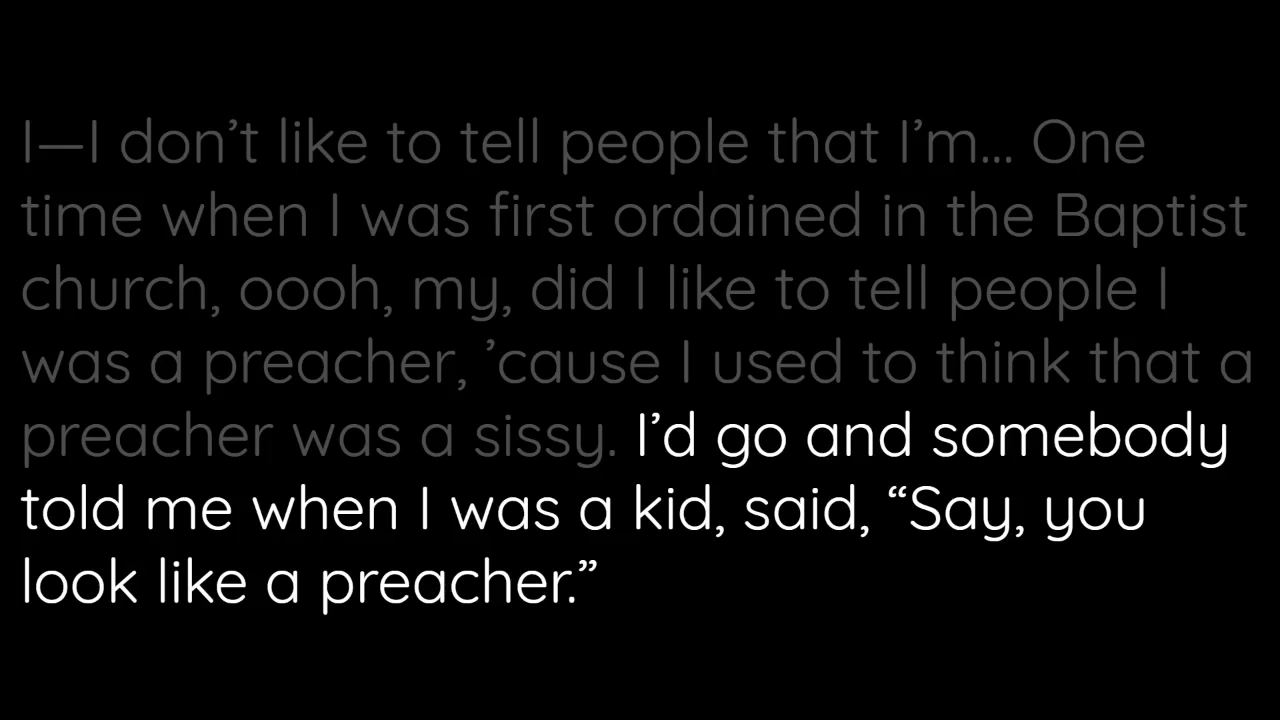 I—I don’t like to tell people that I’m... One
time when I was first ordained in the Baptist
church, oooh, my, did I like to tell people I
was a preacher, ’cause I used to think that a
preacher was a sissy. I’d go and somebody
told me when I was a kid, said, “Say, you
look like a preacher.”